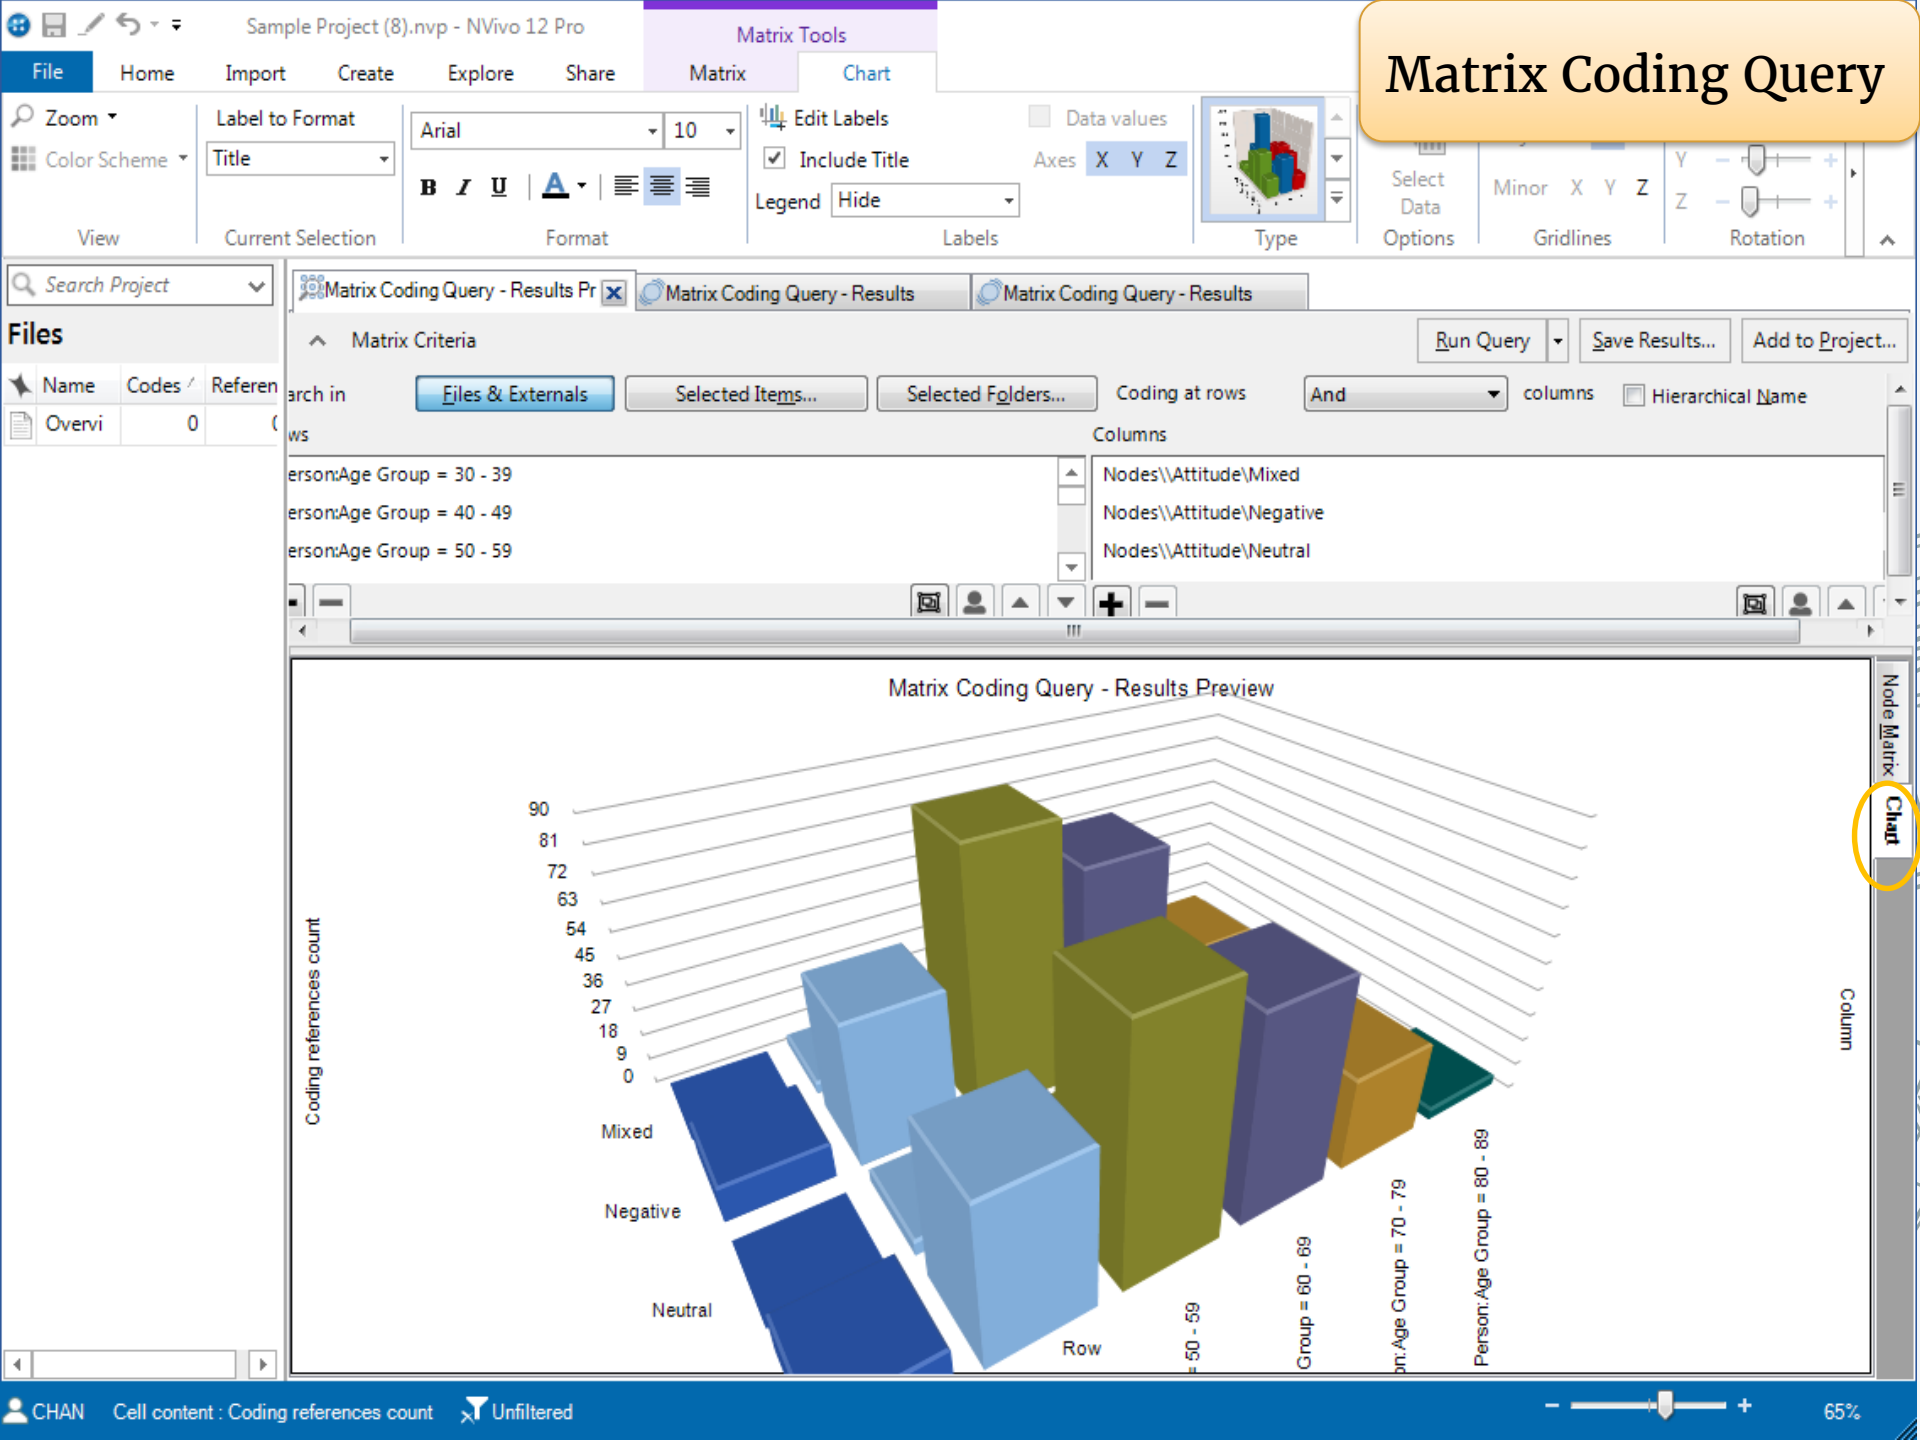 Sample Project (8).nvp - NVivo 12 Pro
Matrix Tools
Matrix Coding Query
File Home Import Create Explore Share Matrix Chart
Zoom
Label to Format
Arial
10
Edit Labels
Data values
Color Scheme
Title
Include Title
Axes X Y Z
Y
B I U A
Legend Hide
Select
Data
Minor X Y Z
Z
View
Current Selection
Format
Labels
Type
Options
Gridlines
Rotation
Search Project
Matrix Coding Query - Results Pr
Matrix Coding Query - Results
Matrix Coding Query - Results
Files
Matrix Criteria
Run Query
Save Results...
Add to Project...
Name Codes Referen
Overvi 0
arch in
Files & Externals
Selected Items...
Selected Folders...
Coding at rows
And
columns
Hierarchical Name
ws
Columns
erson:Age Group = 30 - 39
erson:Age Group = 40 - 49
erson:Age Group = 50 - 59
Nodes\\Attitude\Mixed
Nodes\\Attitude\Negative
Nodes\\Attitude\Neutral
Matrix Coding Query - Results Preview
Node Matrix
Chart
90
81
72
63
54
45
36
27
18
9
0
Coding references count
Column
Mixed
Negative
Neutral
Row
= 50 - 59
Group = 60 - 69
on:Age Group = 70 - 79
Person:Age Group = 80 - 89
CHAN
Cell content : Coding references count
Unfiltered
65%